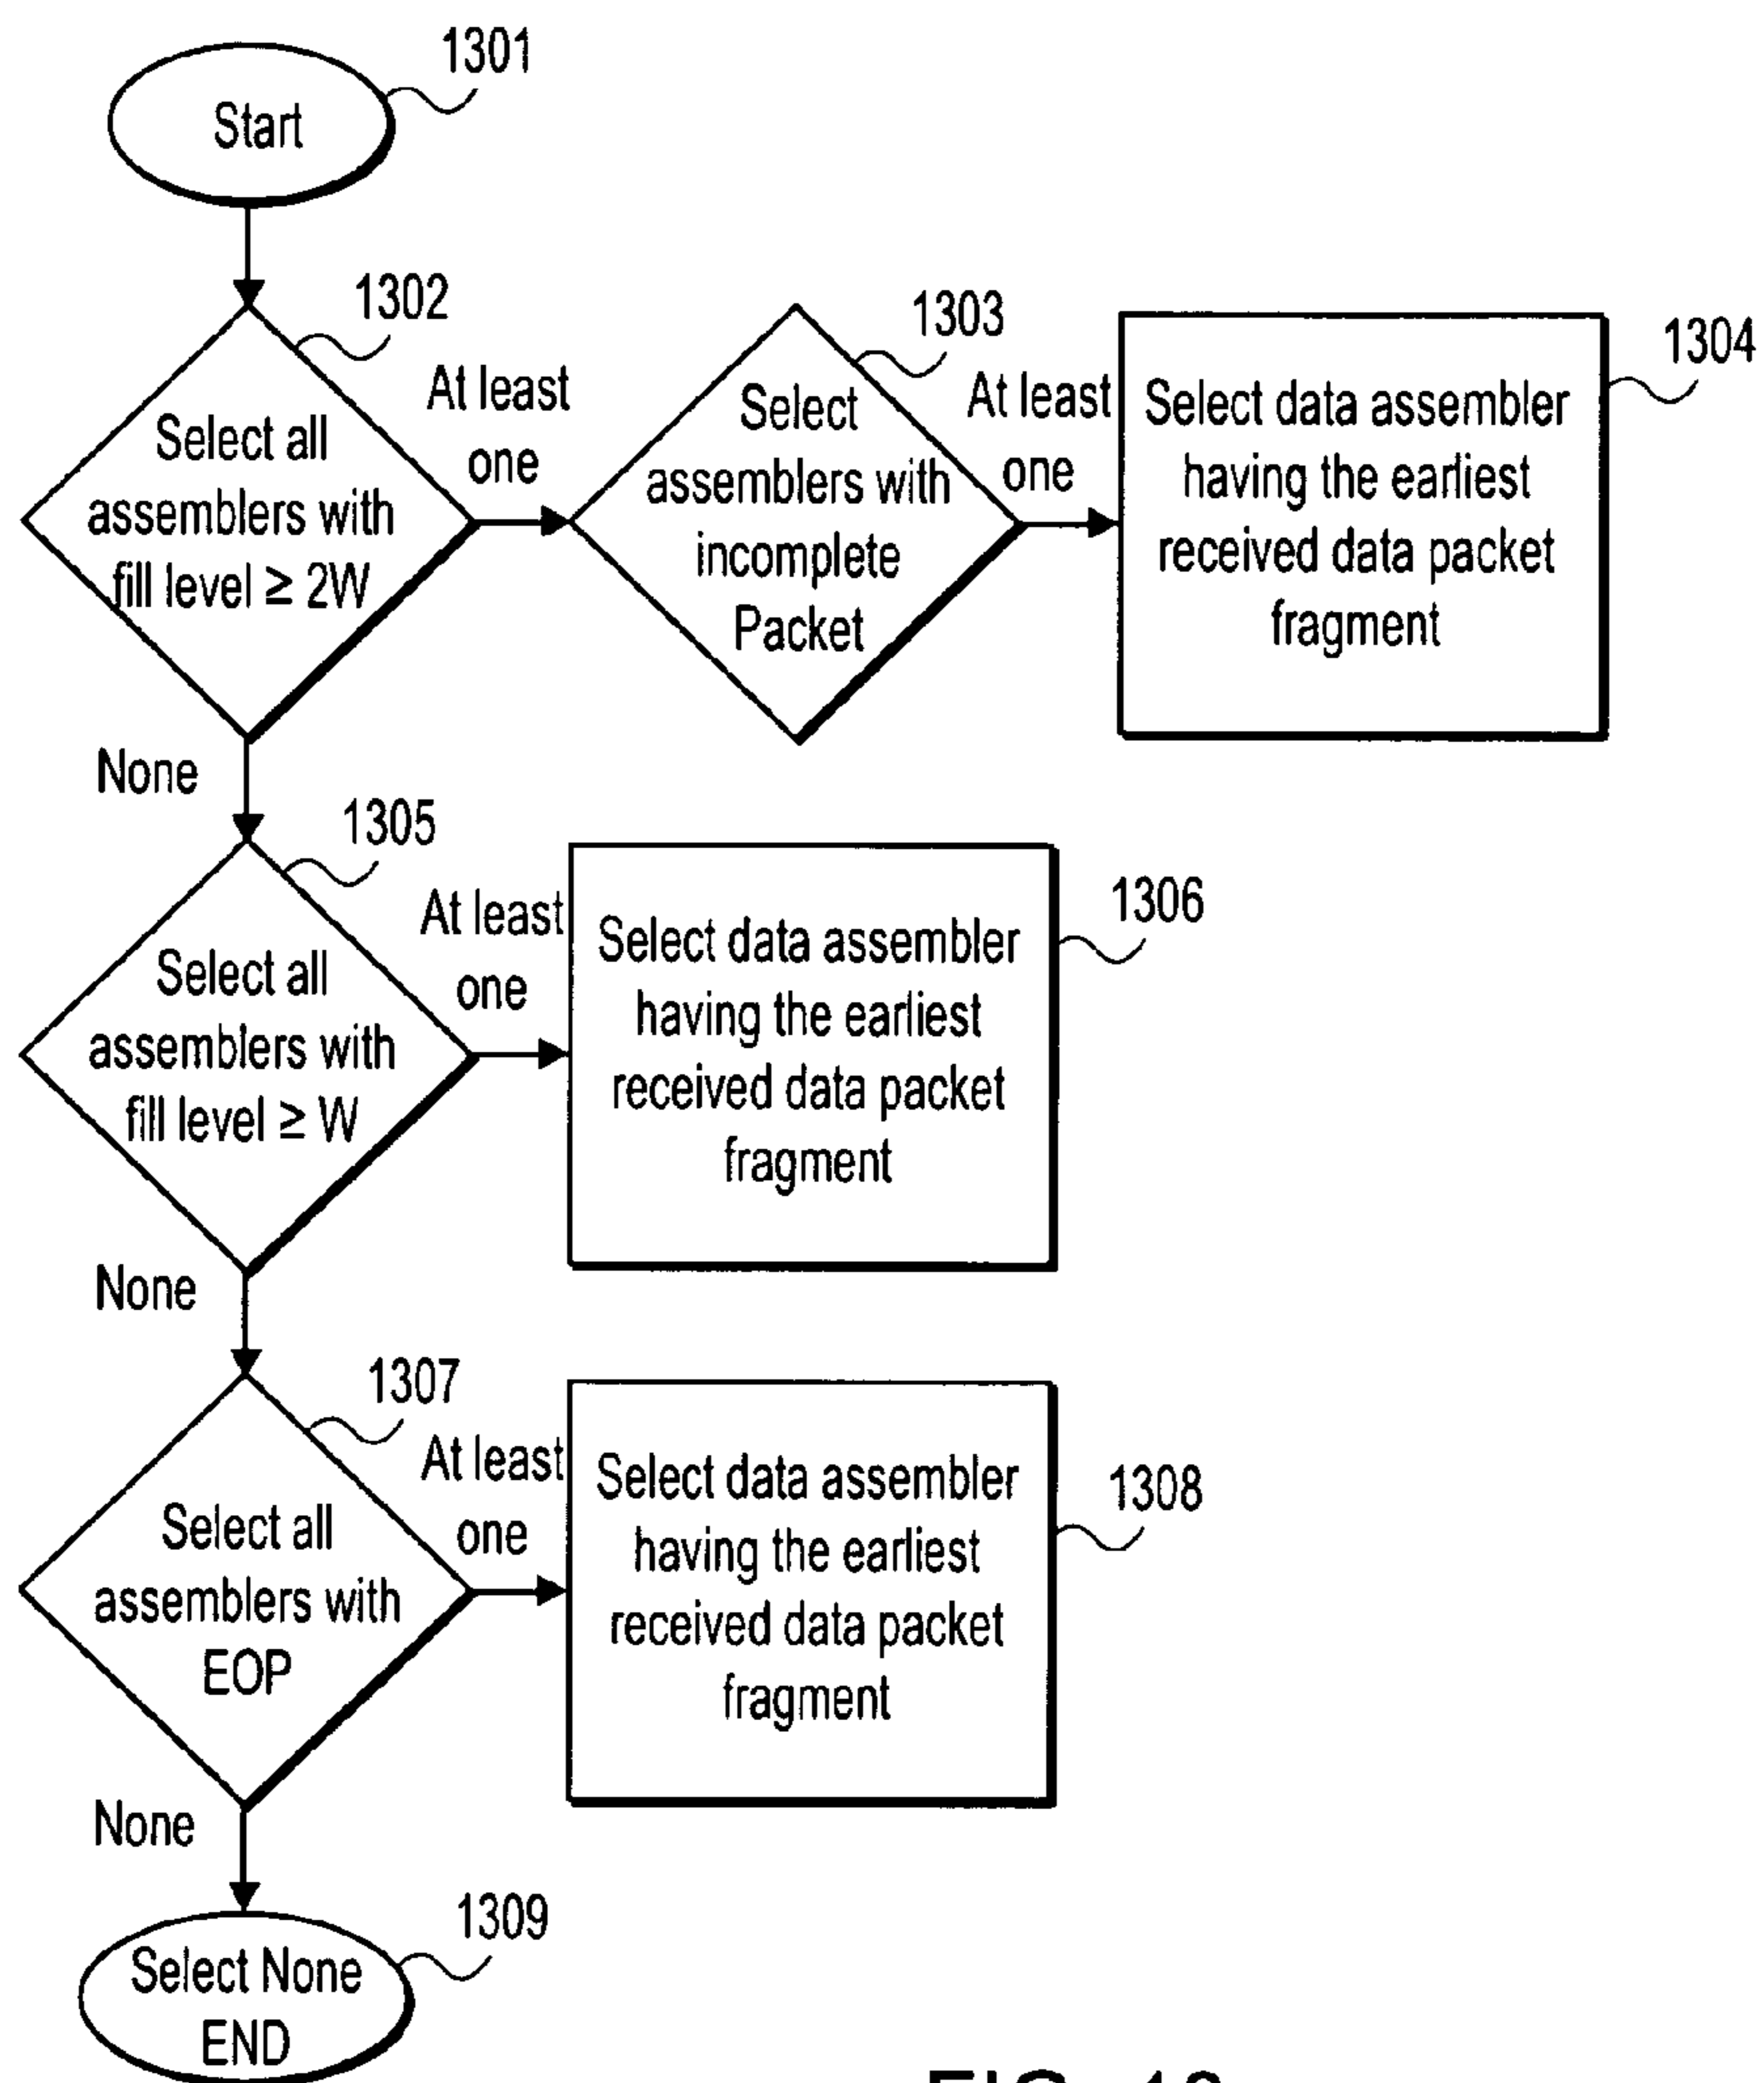 1301
Start
1302
1303
1304
At least
one
At least
one
Select all
assemblers with
fill level ≥ 2W
Select
assemblers with
incomplete
Packet
Select data assembler
having the earliest
received data packet
fragment
None
1305
1306
At least
one
Select all
assemblers with
fill level ≥ W
Select data assembler
having the earliest
received data packet
fragment
None
1307
1308
At least
one
Select all
assemblers with
EOP
Select data assembler
having the earliest
received data packet
fragment
None
1309
Select None
END